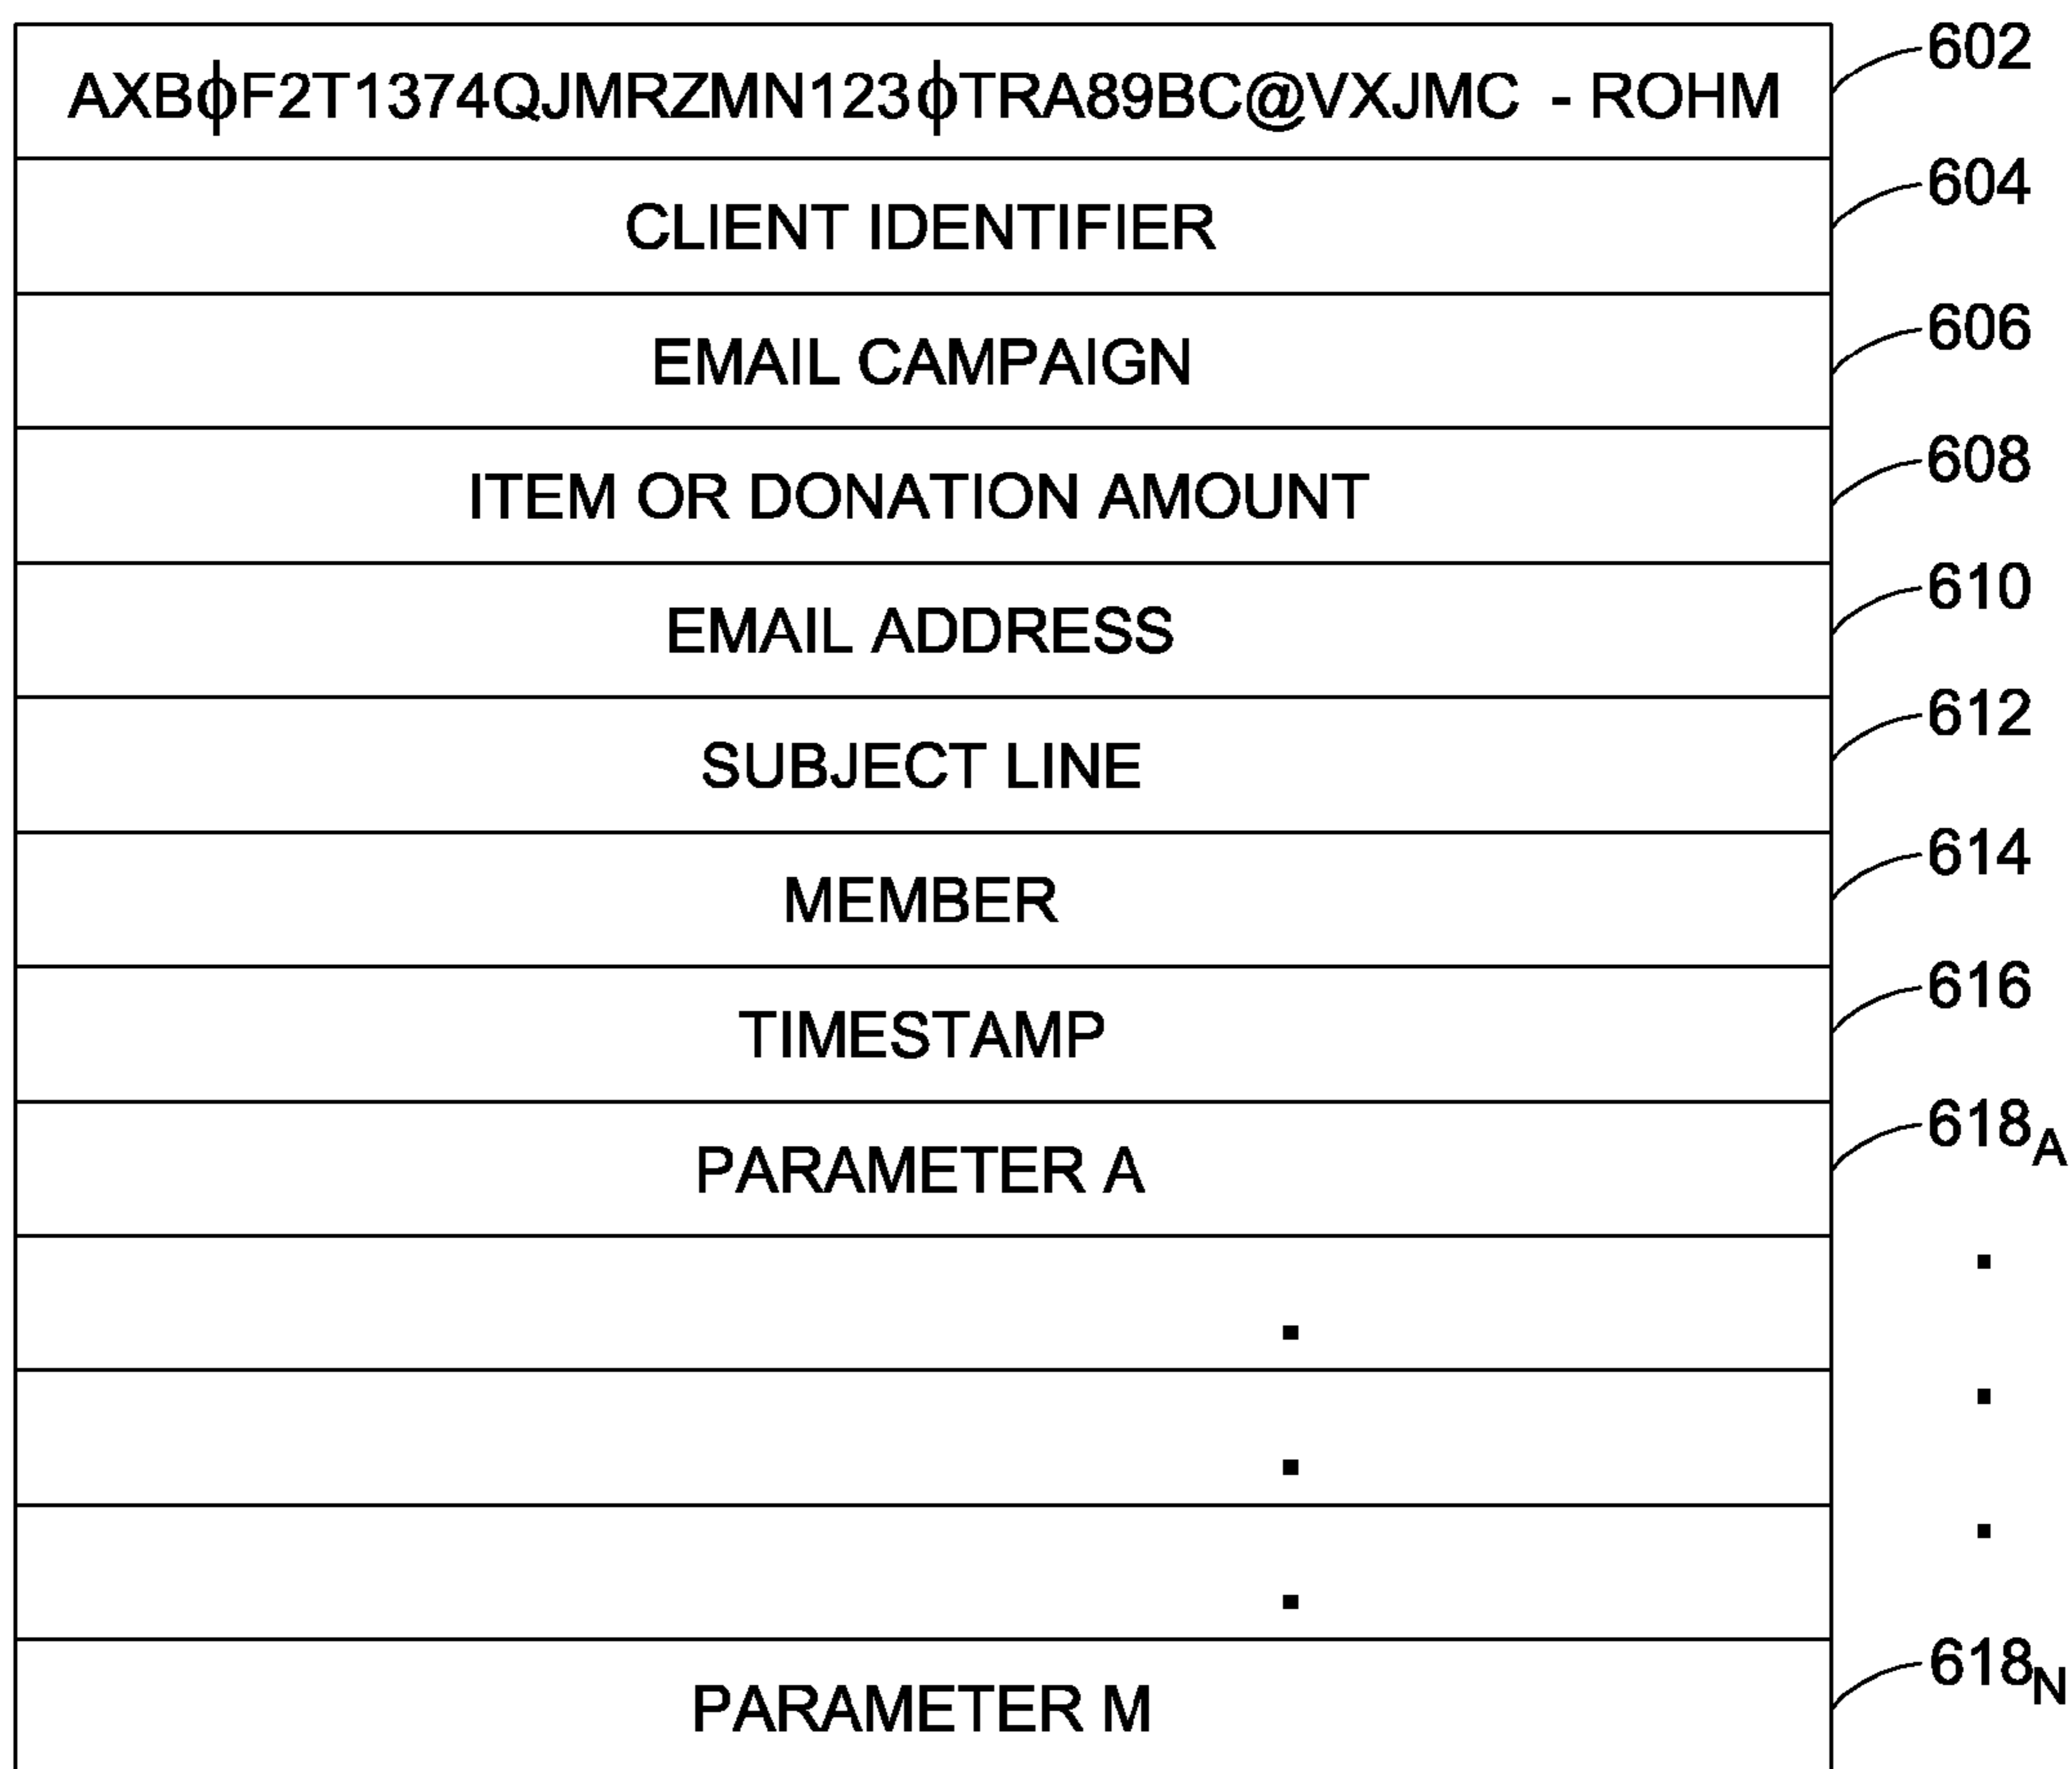 AXBϕF2T1374QJMRZMN123ϕTRA89BC@VXJMC - ROHM 602
CLIENT IDENTIFIER 604
EMAIL CAMPAIGN 606
ITEM OR DONATION AMOUNT 608
EMAIL ADDRESS 610
SUBJECT LINE 612
MEMBER 614
TIMESTAMP 616
PARAMETER A 618A
PARAMETER M 618N